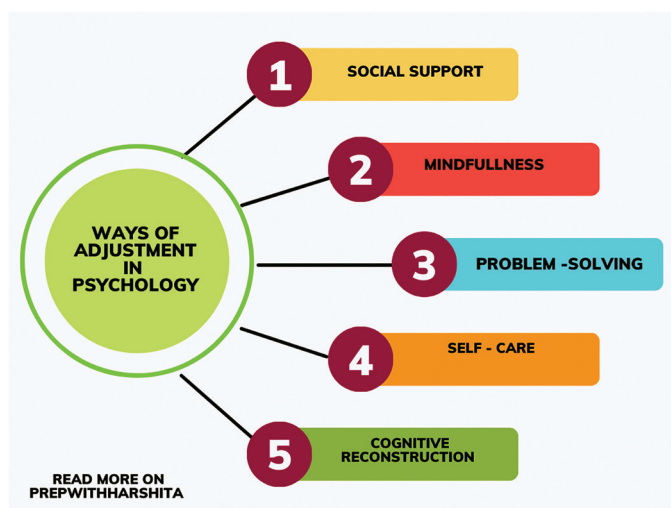 WAYS OF
ADJUSTMENT
IN
PSYCHOLOGY
1
SOCIAL SUPPORT
2
MINDFULLNESS
3
PROBLEM -SOLVING
4
SELF - CARE
5
COGNITIVE
RECONSTRUCTION
READ MORE ON
PREPWITHHARSHITA